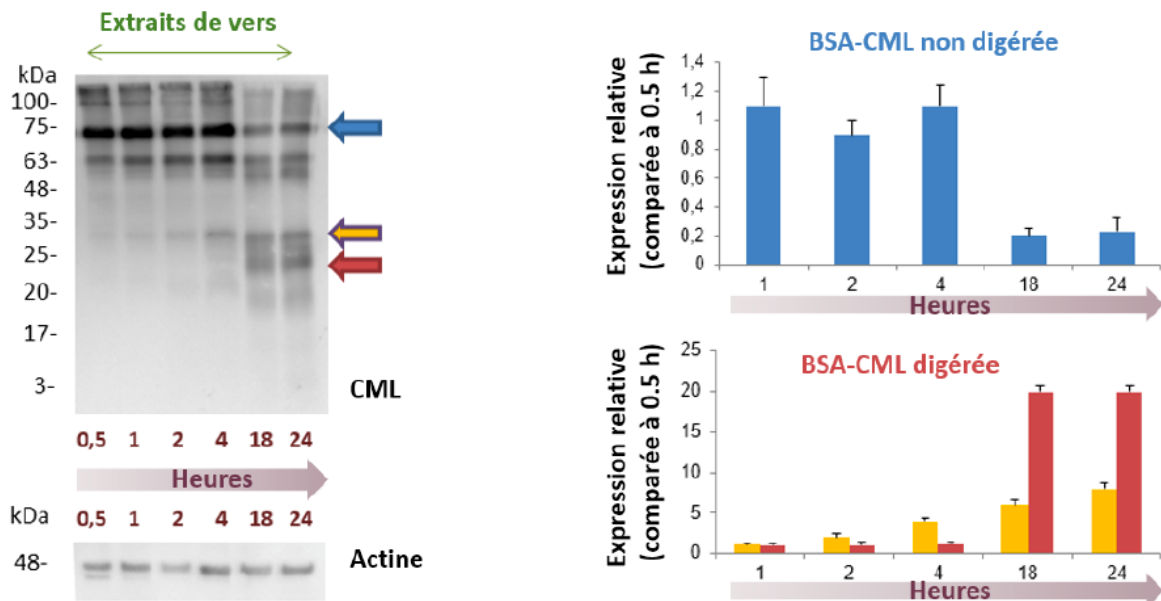 Extraits de vers
kDa
100-
75-
63-
48-
35-
25-
20-
17-
3-
CML
0,5 1 2 4 18 24
Heures
kDa
0,5 1 2 4 18 24
48-
Actine
BSA-CML non digérée
Expression relative
(comparée à 0.5 h)
1,4
1,2
1
0,8
0,6
0,4
0,2
0
1 2 4 18 24
Heures
BSA-CML digérée
Expression relative
(comparée à 0.5 h)
25
20
15
10
5
0
1 2 4 18 24
Heures